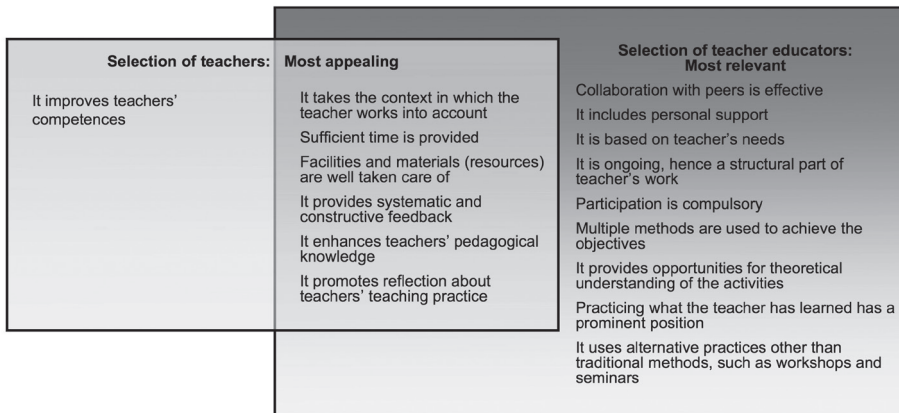 Selection of teachers: Most appealing
It improves teachers'
competences
It takes the context in which the
teacher works into account
Sufficient time is provided
Facilities and materials (resources)
are well taken care of
It provides systematic and
constructive feedback
It enhances teachers' pedagogical
knowledge
It promotes reflection about
teachers' teaching practice
Selection of teacher educators:
Most relevant
Collaboration with peers is effective
It includes personal support
It is based on teacher's needs
It is ongoing, hence a structural part of
teacher's work
Participation is compulsory
Multiple methods are used to achieve the
objectives
It provides opportunities for theoretical
understanding of the activities
Practicing what the teacher has learned has a
prominent position
It uses alternative practices other than
traditional methods, such as workshops and
seminars